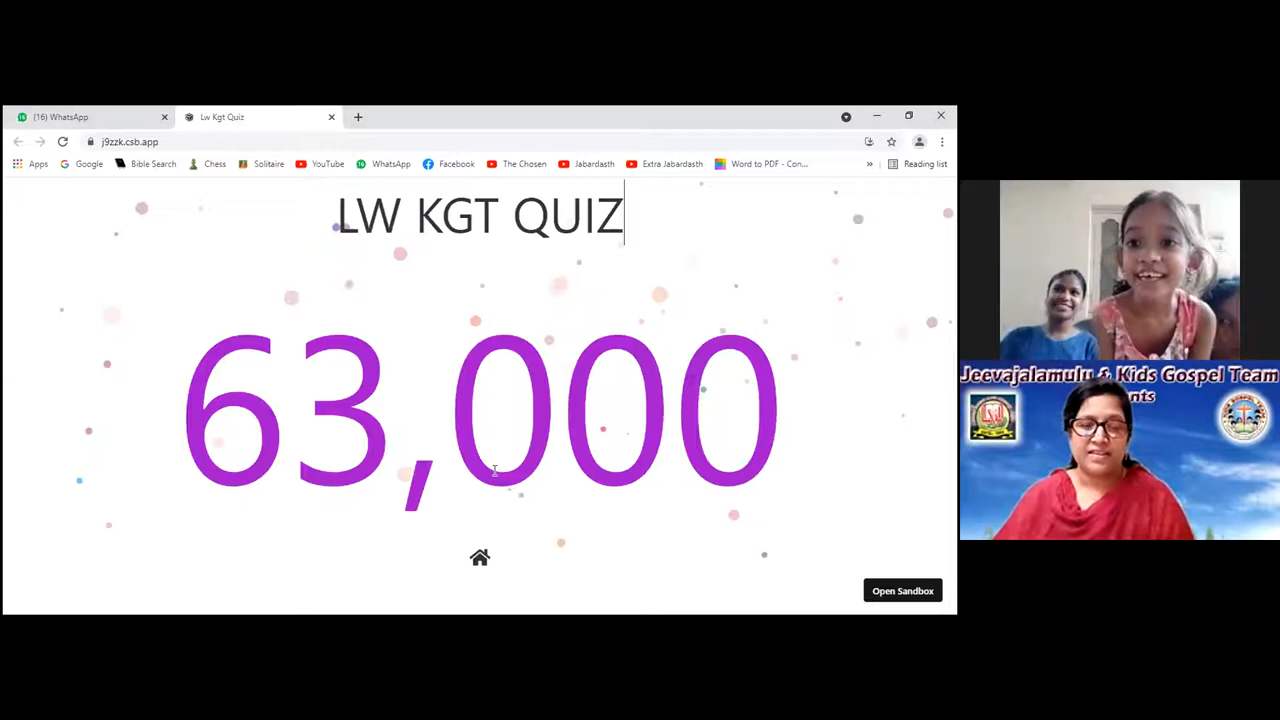 (16) WhatsApp
Lw Kgt Quiz
j9zzk.csb.app
Apps Google Bible Search Chess Solitaire YouTube WhatsApp Facebook The Chosen Jabardasth Extra Jabardasth Word to PDF - Con... » Reading list
LW KGT QUIZ
63,000
Open Sandbox
Jeevajalamulu & Kids Gospel Team